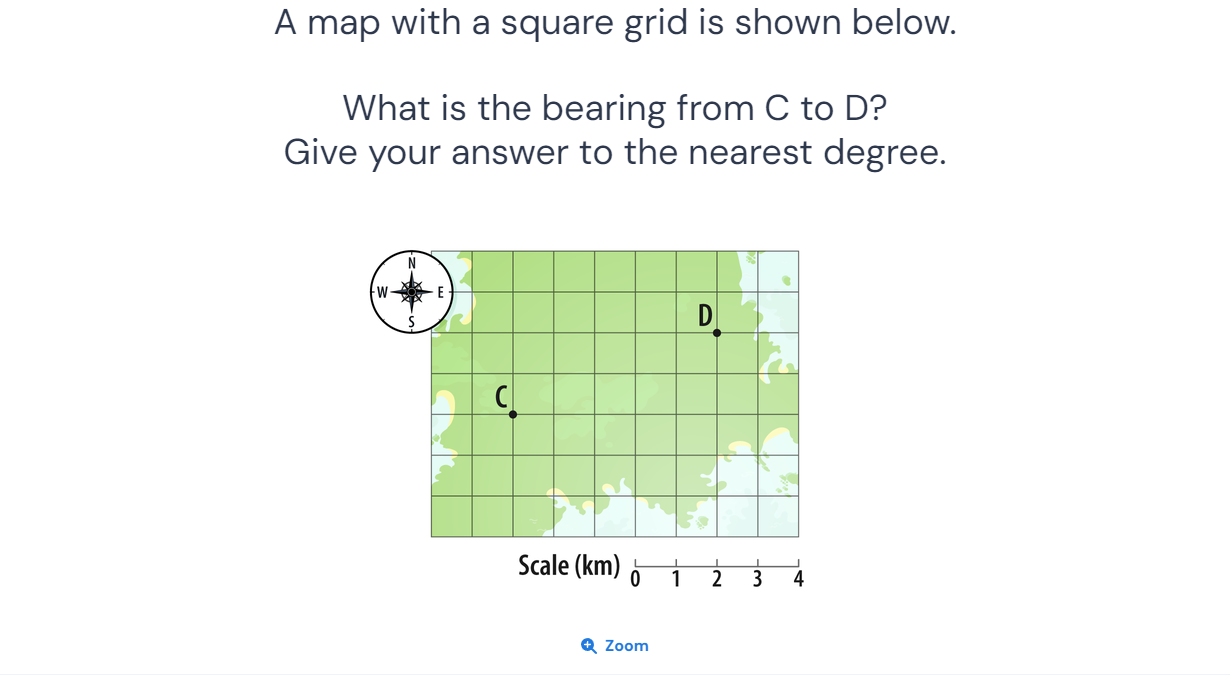 A map with a square grid is shown below.
What is the bearing from C to D?
Give your answer to the nearest degree.
N
W E
S
D
C
Scale (km) 0 1 2 3 4
Zoom